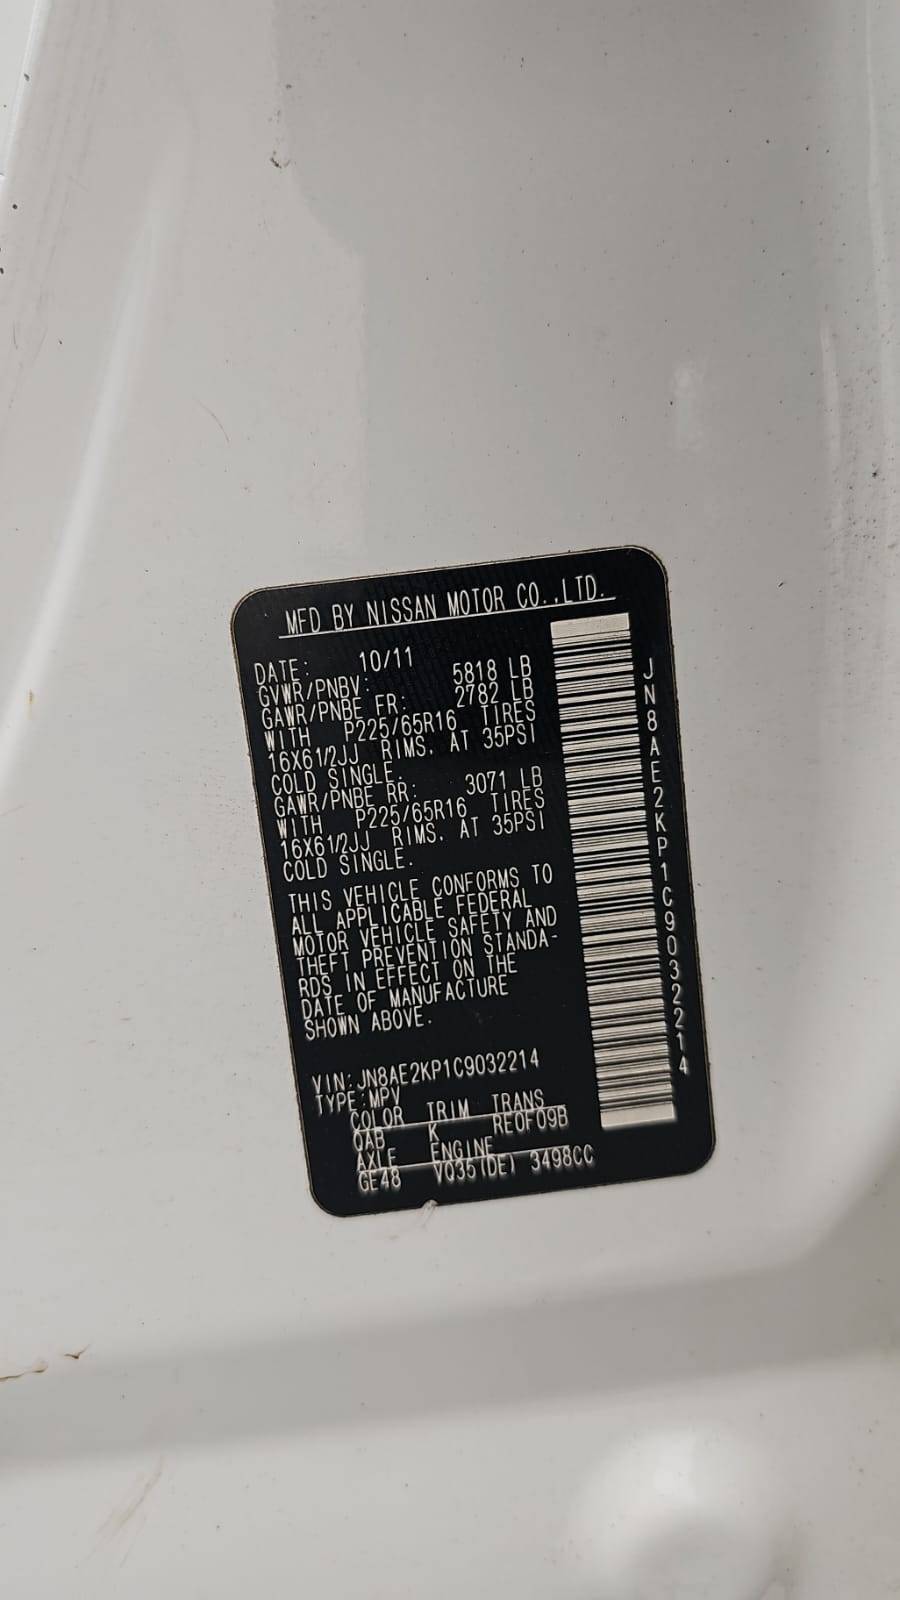 MFD BY NISSAN MOTOR CO.,LTD.
DATE: 10/11
GVWR/PNBV: 5818 LB
GAWR/PNBE FR: 2782 LB
WITH P225/65R16 TIRES
16X61/2JJ RIMS. AT 35PSI
COLD SINGLE.
GAWR/PNBE RR: 3071 LB
WITH P225/65R16 TIRES
16X61/2JJ RIMS. AT 35PSI
COLD SINGLE.
THIS VEHICLE CONFORMS TO
ALL APPLICABLE FEDERAL
MOTOR VEHICLE SAFETY AND
THEFT PREVENTION STANDA-
RDS IN EFFECT ON THE
DATE OF MANUFACTURE
SHOWN ABOVE.
VIN:JN8AE2KP1C9032214
TYPE:MPV
COLOR TRIM TRANS
QAB K RE0F09B
AXLE ENGINE
GE48 VQ35(DE) 3498CC
JN8AE2KP1C9032214